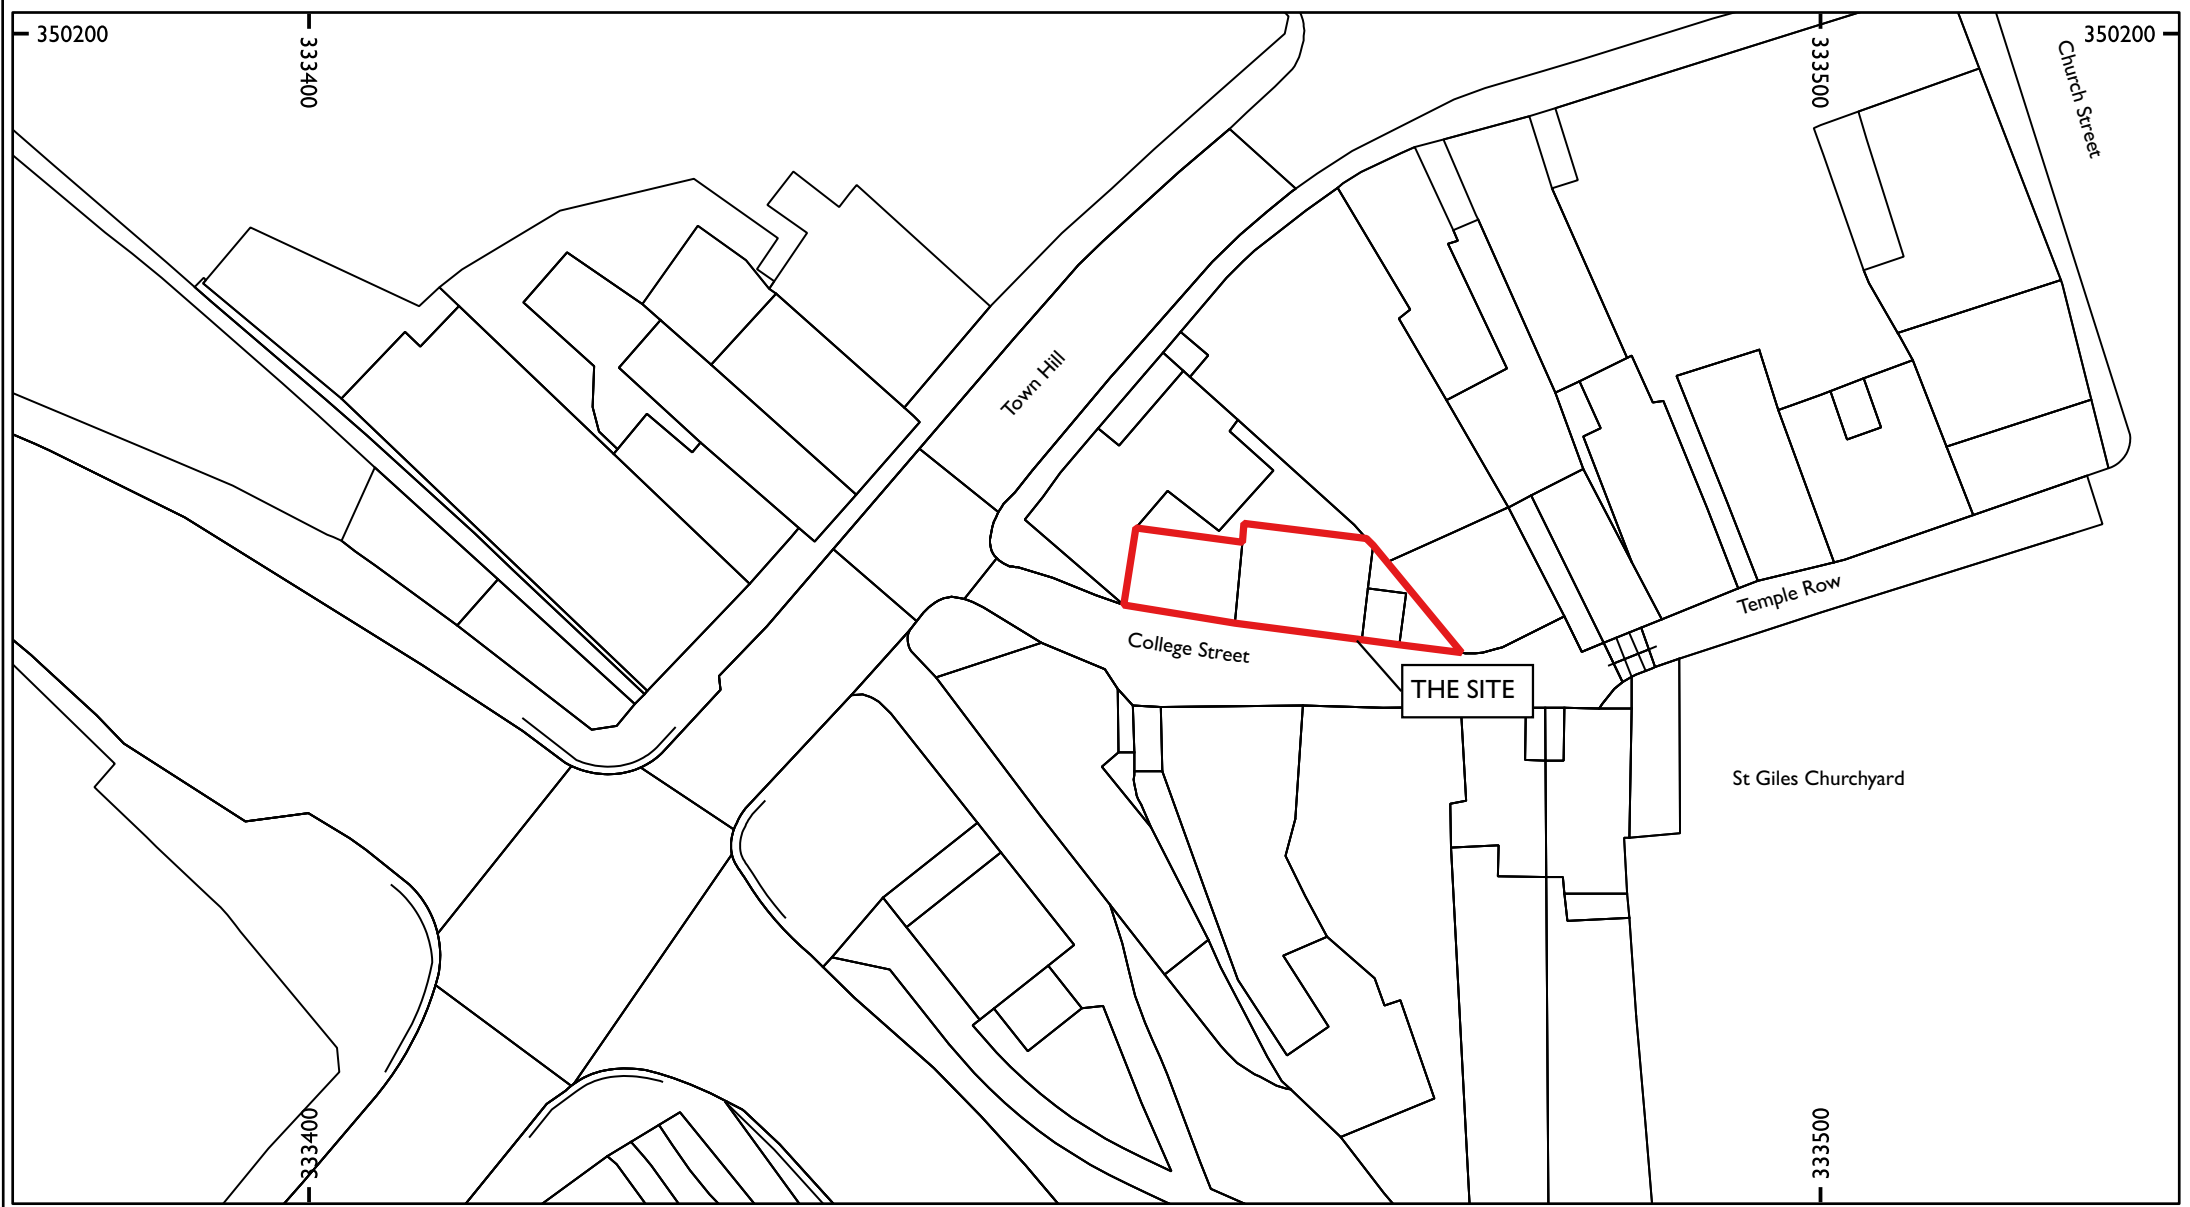 350200
333400
333500
350200
Church Street
Town Hill
Temple Row
College Street
THE SITE
St Giles Churchyard
333400
333500